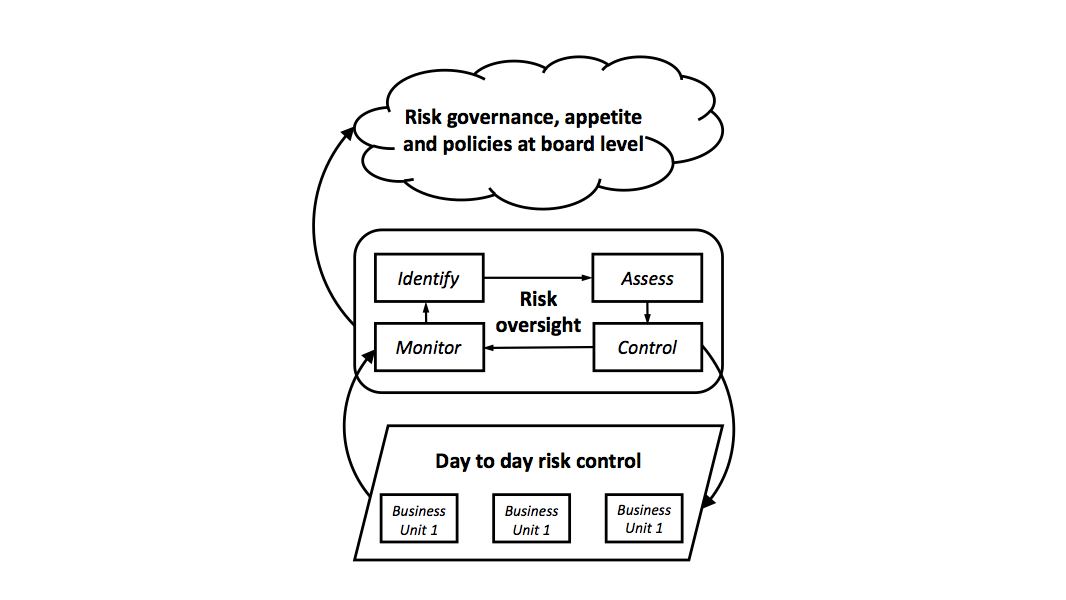 Risk governance, appetite
and policies at board level
Identify
Assess
Risk
oversight
Monitor
Control
Day to day risk control
Business
Unit 1
Business
Unit 1
Business
Unit 1